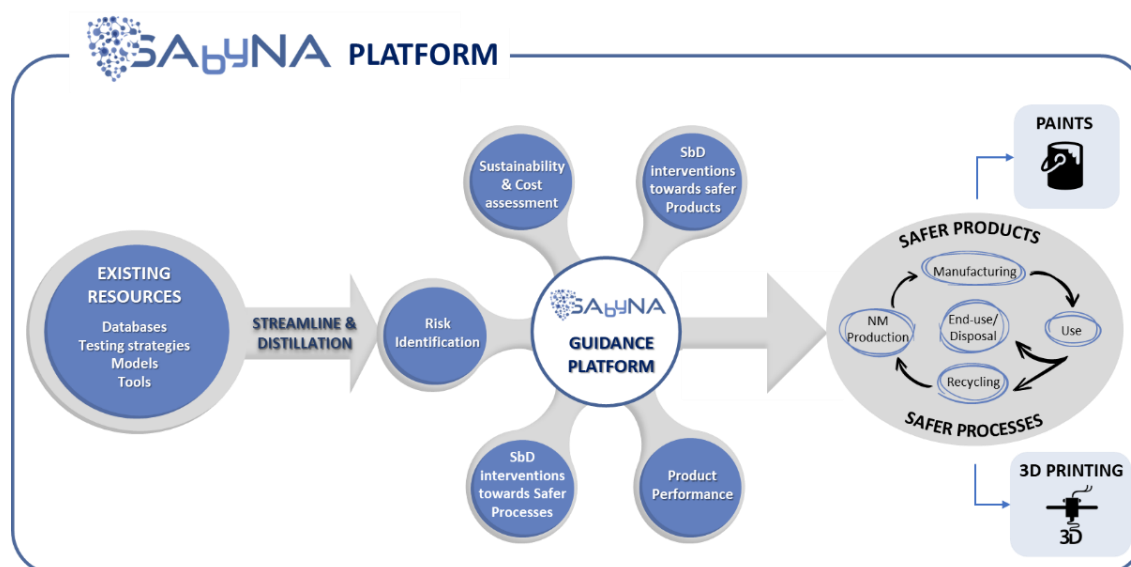 SAbyNA PLATFORM
EXISTING
RESOURCES
Databases
Testing strategies
Models
Tools
STREAMLINE &
DISTILLATION
Risk
Identification
Sustainability
& Cost
assessment
SbD
interventions
towards safer
Products
SAbyNA
GUIDANCE
PLATFORM
SbD
interventions
towards Safer
Processes
Product
Performance
PAINTS
SAFER PRODUCTS
Manufacturing
NM
Production
End-use/
Disposal
Use
Recycling
SAFER PROCESSES
3D PRINTING
3D